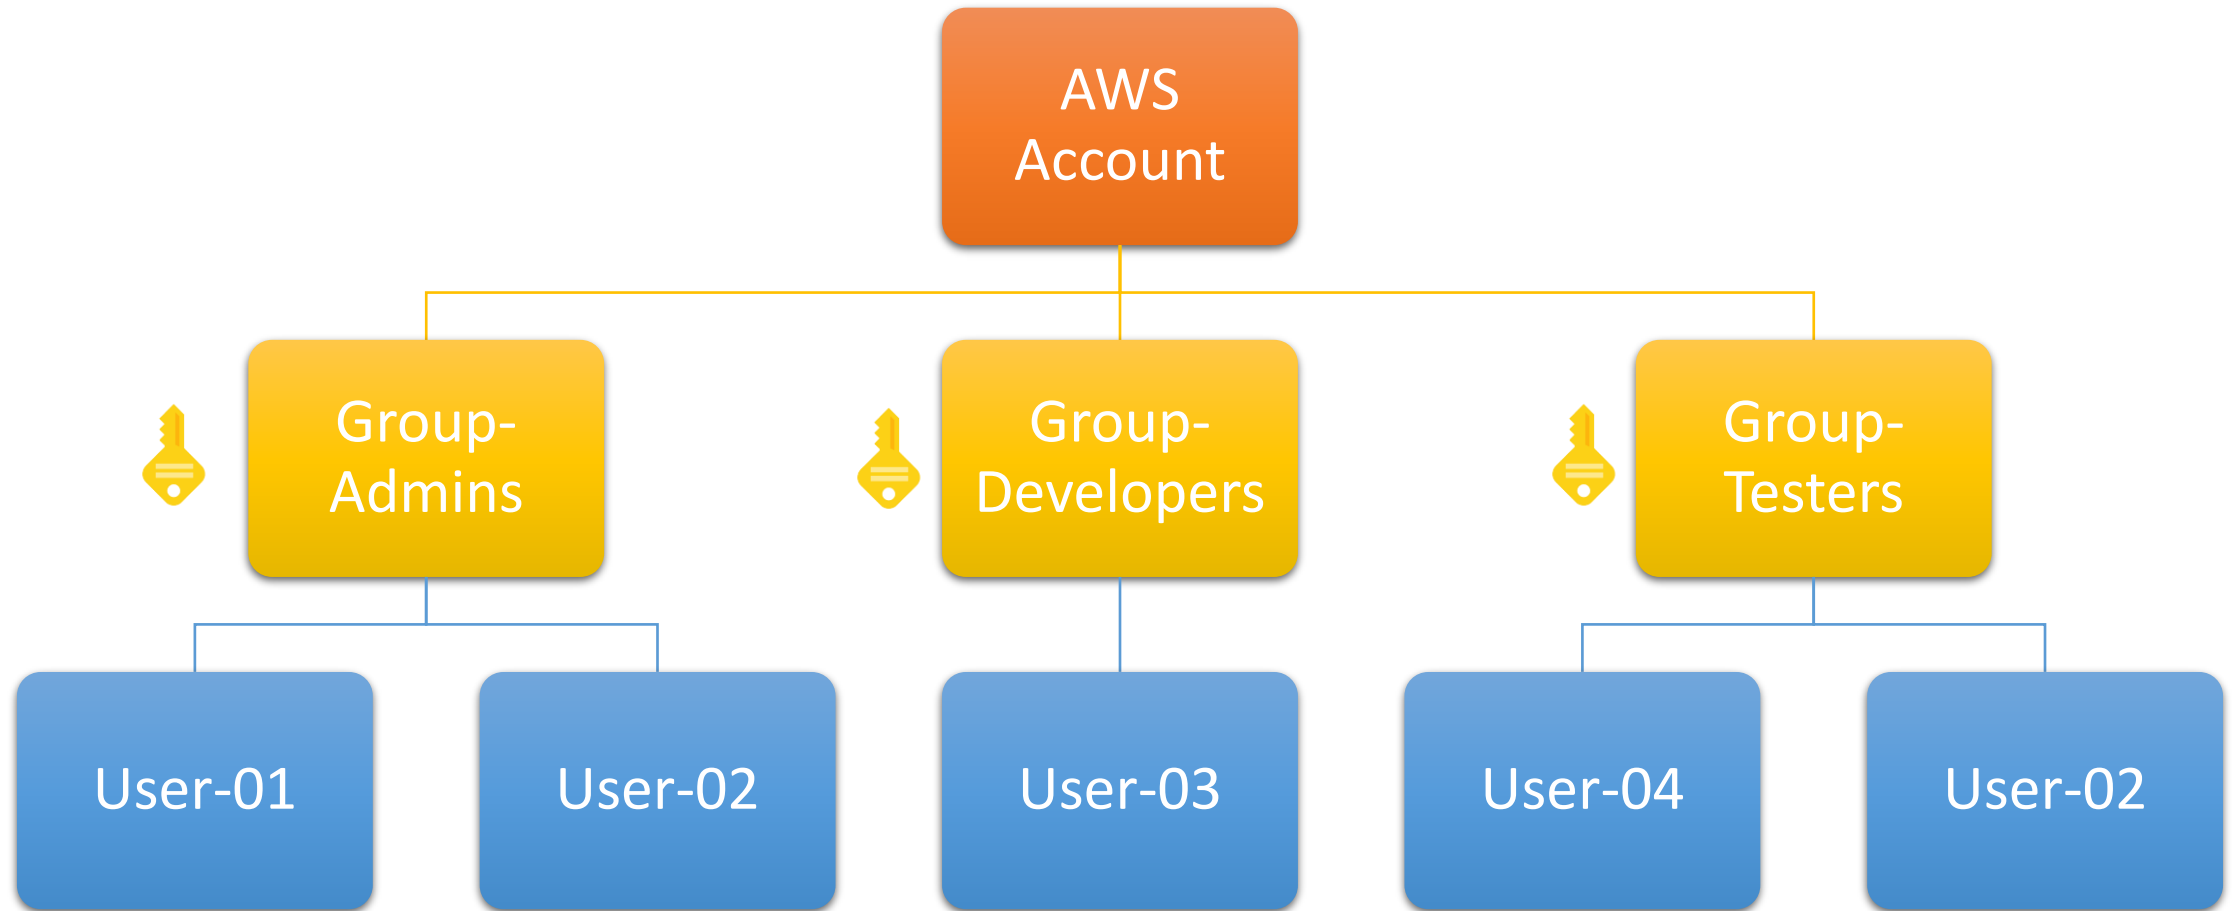 AWS
Account
Group-
Admins
Group-
Developers
Group-
Testers
User-01
User-02
User-03
User-04
User-02